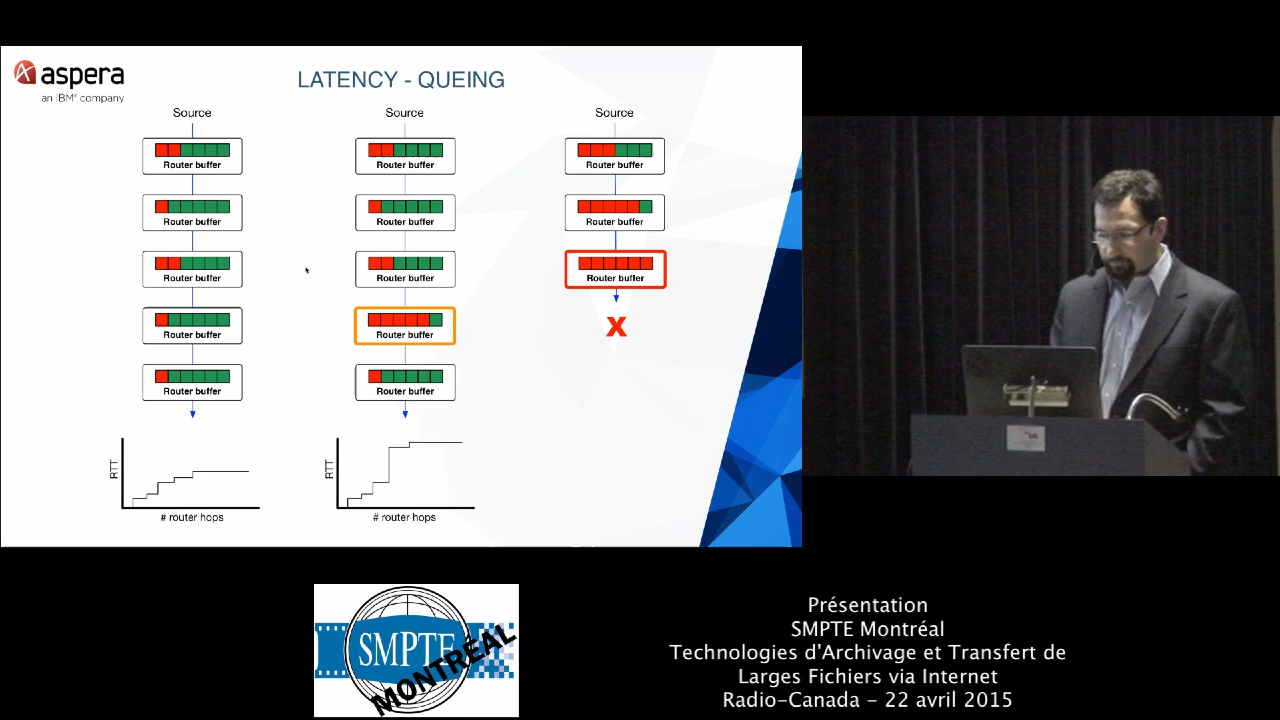 aspera
an IBM® company
LATENCY - QUEING
Source
Router buffer
Router buffer
Router buffer
Router buffer
Router buffer
RTT
# router hops
Source
Router buffer
Router buffer
Router buffer
Router buffer
Router buffer
RTT
# router hops
Source
Router buffer
Router buffer
Router buffer
X
SMPTE
MONTRÉAL
Présentation
SMPTE Montréal
Technologies d'Archivage et Transfert de
Larges Fichiers via Internet
Radio-Canada - 22 avril 2015